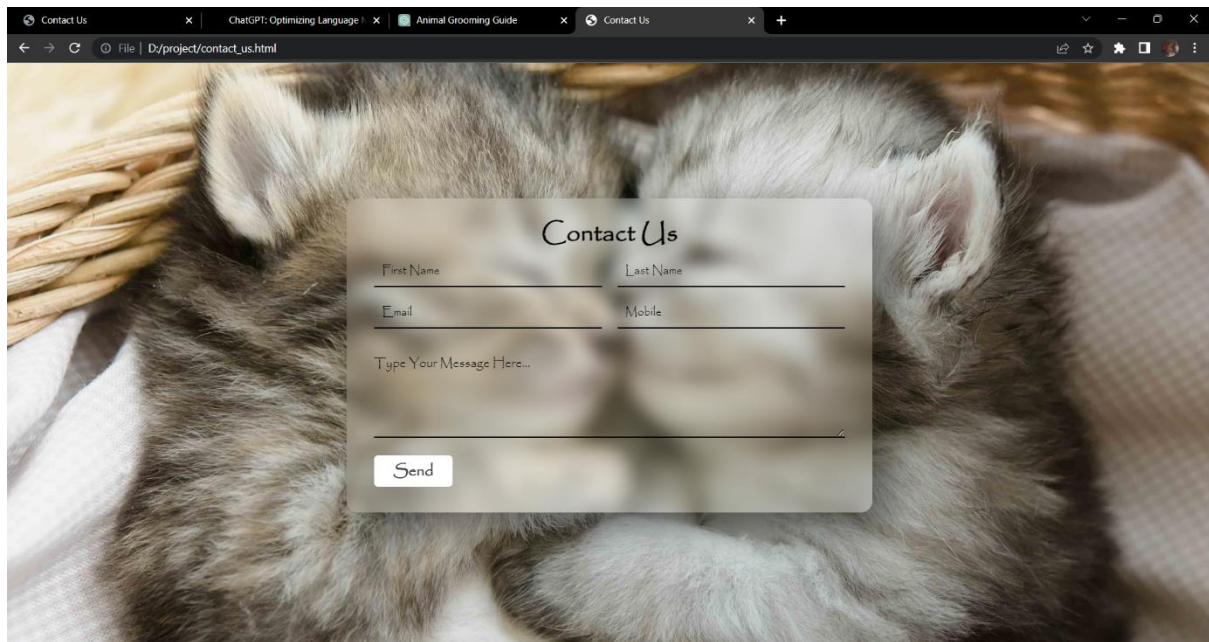 Contact Us
ChatGPT: Optimizing Language
Animal Grooming Guide
Contact Us
File | D:/project/contact_us.html
Contact Us
First Name Last Name
Email Mobile
Type Your Message Here...
Send